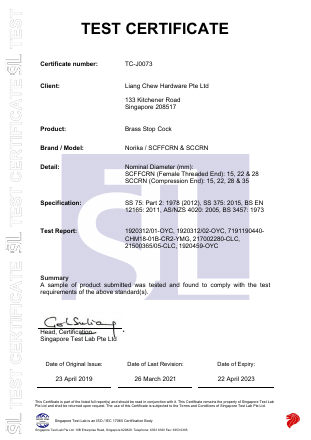 TEST CERTIFICATE
Certificate number: TC-J0073
Client: Liang Chew Hardware Pte Ltd
133 Kitchener Road
Singapore 208517
Product: Brass Stop Cock
Brand / Model: Norika / SCFFCRN & SCCRN
Detail: Nominal Diameter (mm):
SCFFCRN (Female Threaded End): 15, 22 & 28
SCCRN (Compression End): 15, 22, 28 & 35
Specification: SS 75: Part 2: 1978 (2012), SS 375: 2015, BS EN
12165: 2011, AS/NZS 4020: 2005, BS 3457: 1973
Test Report: 1920312/01-OYC, 1920312/02-OYC, 7191190440-
CHM18-01B-CR2-YMG, 217002280-CLC,
21500365/05-CLC, 1920459-OYC
Summary
A sample of product submitted was tested and found to comply with the test
requirements of the above standard(s).
Head, Certification
Singapore Test Lab Pte Ltd
Date of Original Issue: Date of Last Revision: Date of Expiry:
23 April 2019 26 March 2021 22 April 2023
This Certificate is part of the listed full report(s) and should be read in conjunction with it. This Certificate remains the property of Singapore Test Lab
Pte Ltd and shall be returned upon request. The use of this Certificate is subjected to the Terms and Conditions of Singapore Test Lab Pte Ltd.
Singapore Test Lab is an ISO / IEC 17065 Certification Body
STL TEST CERTIFICATE STL TEST CERTIFICATE STL TEST